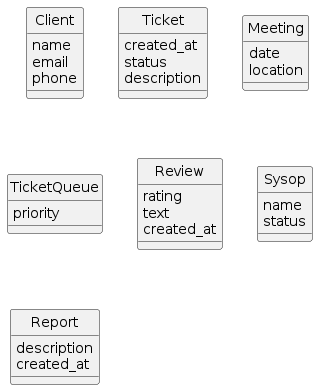 Client
name
email
phone
Ticket
created_at
status
description
Meeting
date
location
TicketQueue
priority
Review
rating
text
created_at
Sysop
name
status
Report
description
created_at